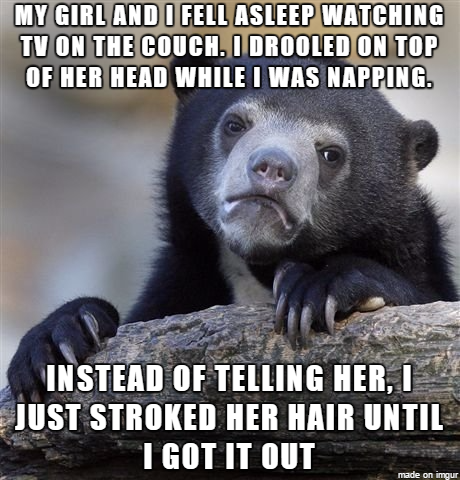 MY GIRL AND I FELL ASLEEP WATCHING
TV ON THE COUCH. I DROOLED ON TOP
OF HER HEAD WHILE I WAS NAPPING.
INSTEAD OF TELLING HER, I
JUST STROKED HER HAIR UNTIL
I GOT IT OUT
made on imgur